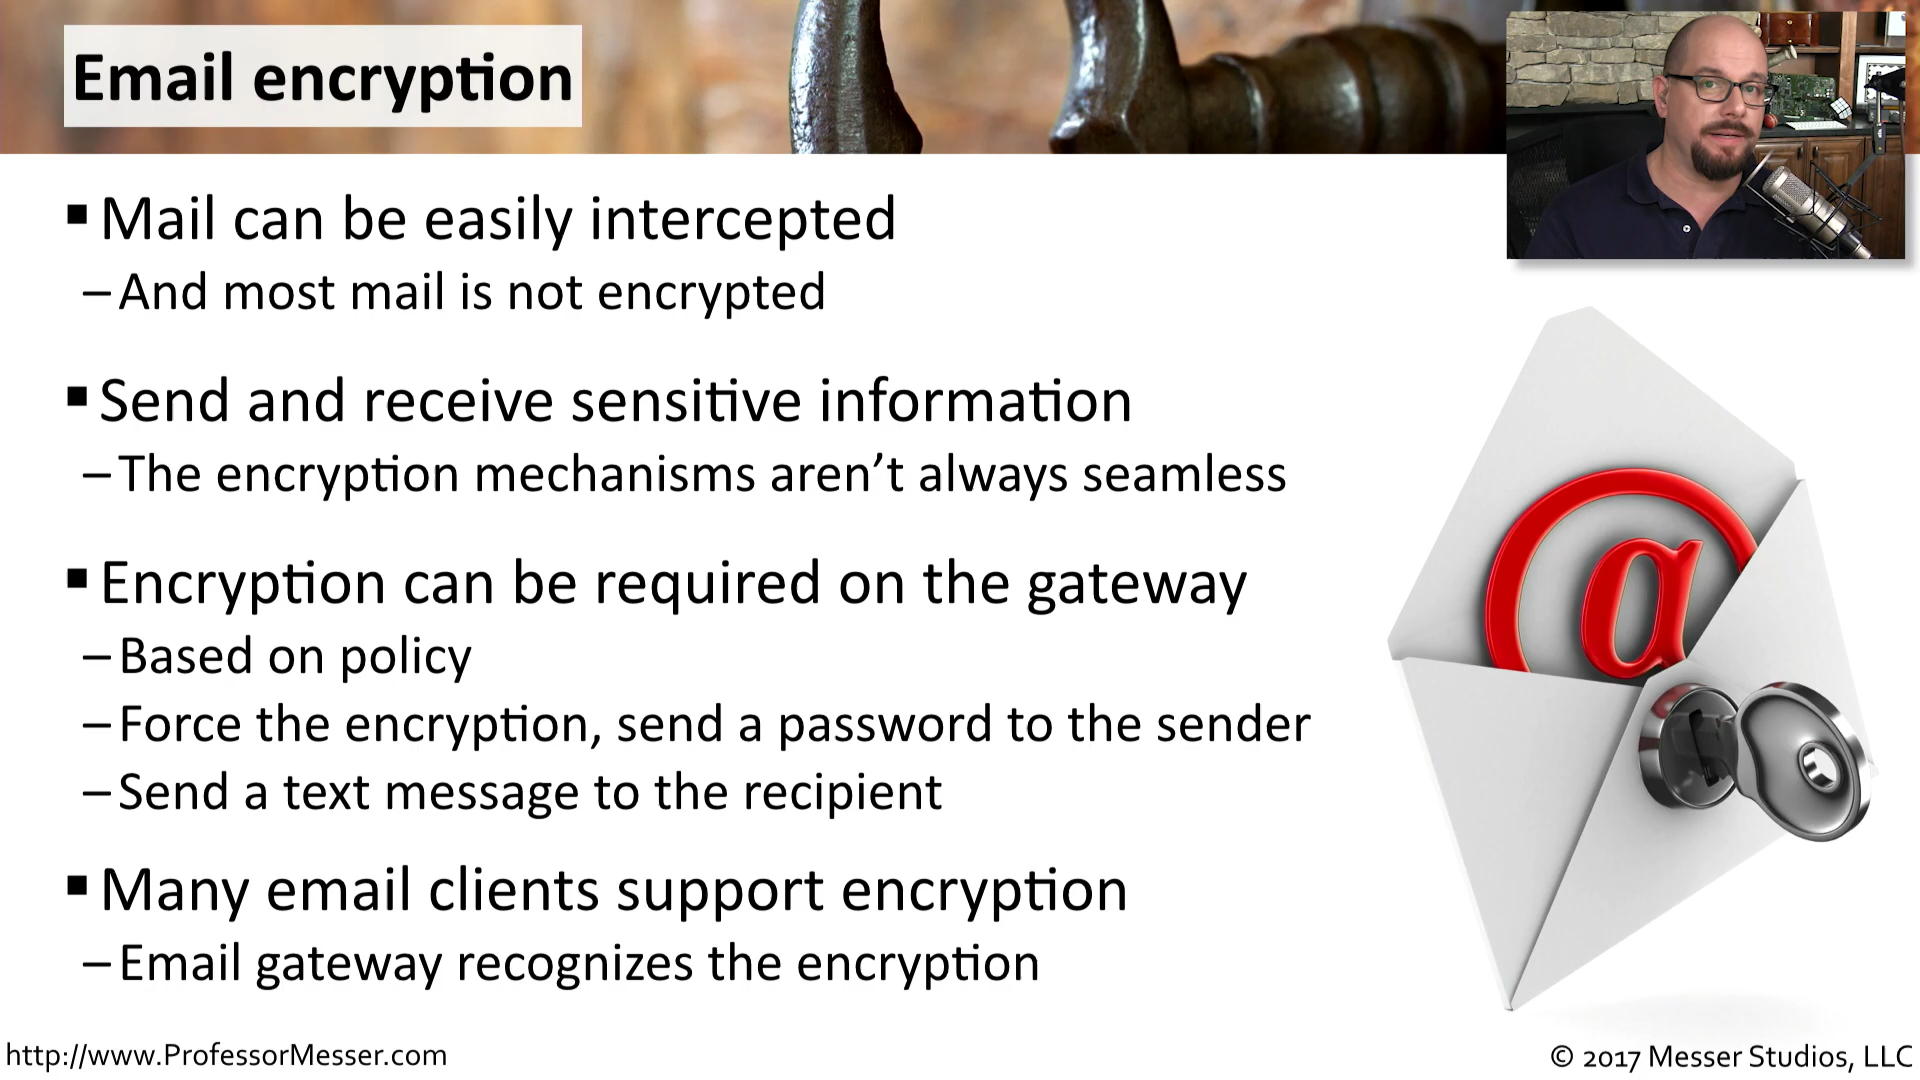 Email encryption
▪ Mail can be easily intercepted
– And most mail is not encrypted
▪ Send and receive sensitive information
– The encryption mechanisms aren’t always seamless
▪ Encryption can be required on the gateway
– Based on policy
– Force the encryption, send a password to the sender
– Send a text message to the recipient
▪ Many email clients support encryption
– Email gateway recognizes the encryption
@
http://www.ProfessorMesser.com
© 2017 Messer Studios, LLC